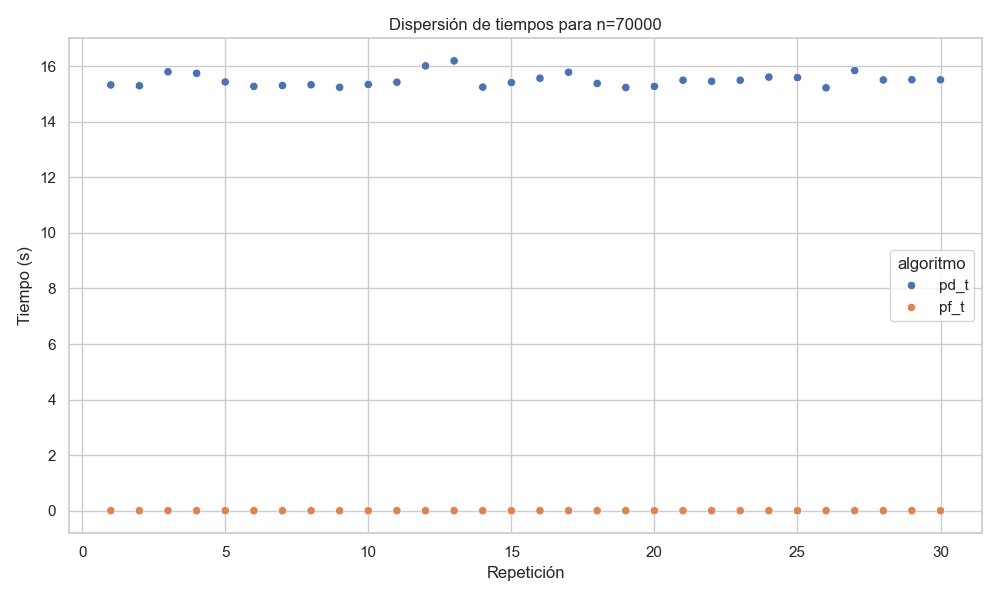 Dispersión de tiempos para n=70000
Tiempo (s)
16
14
12
10
8
6
4
2
0
algoritmo
pd_t
pf_t
0 5 10 15 20 25 30
Repetición